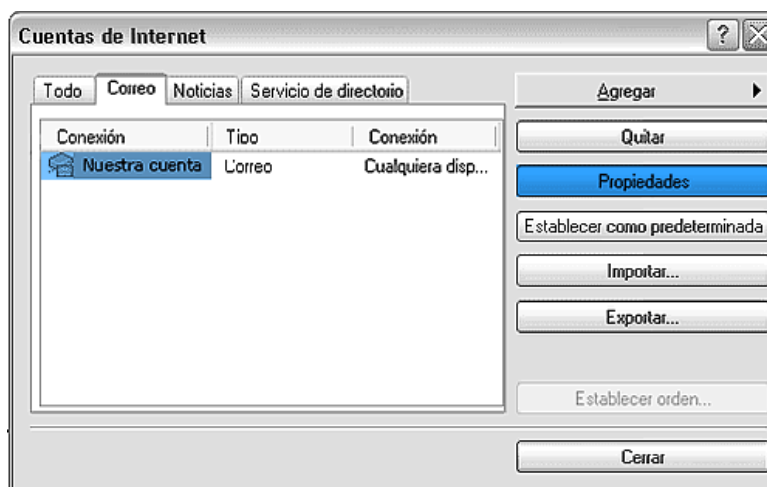 Cuentas de Internet
?
Todo Correo Noticias Servicio de directorio
Agregar
Conexión Tipo Conexión
Quitar
Nuestra cuenta Correo Cualquiera disp...
Propiedades
Establecer como predeterminada
Importar...
Exportar...
Establecer orden...
Cerrar